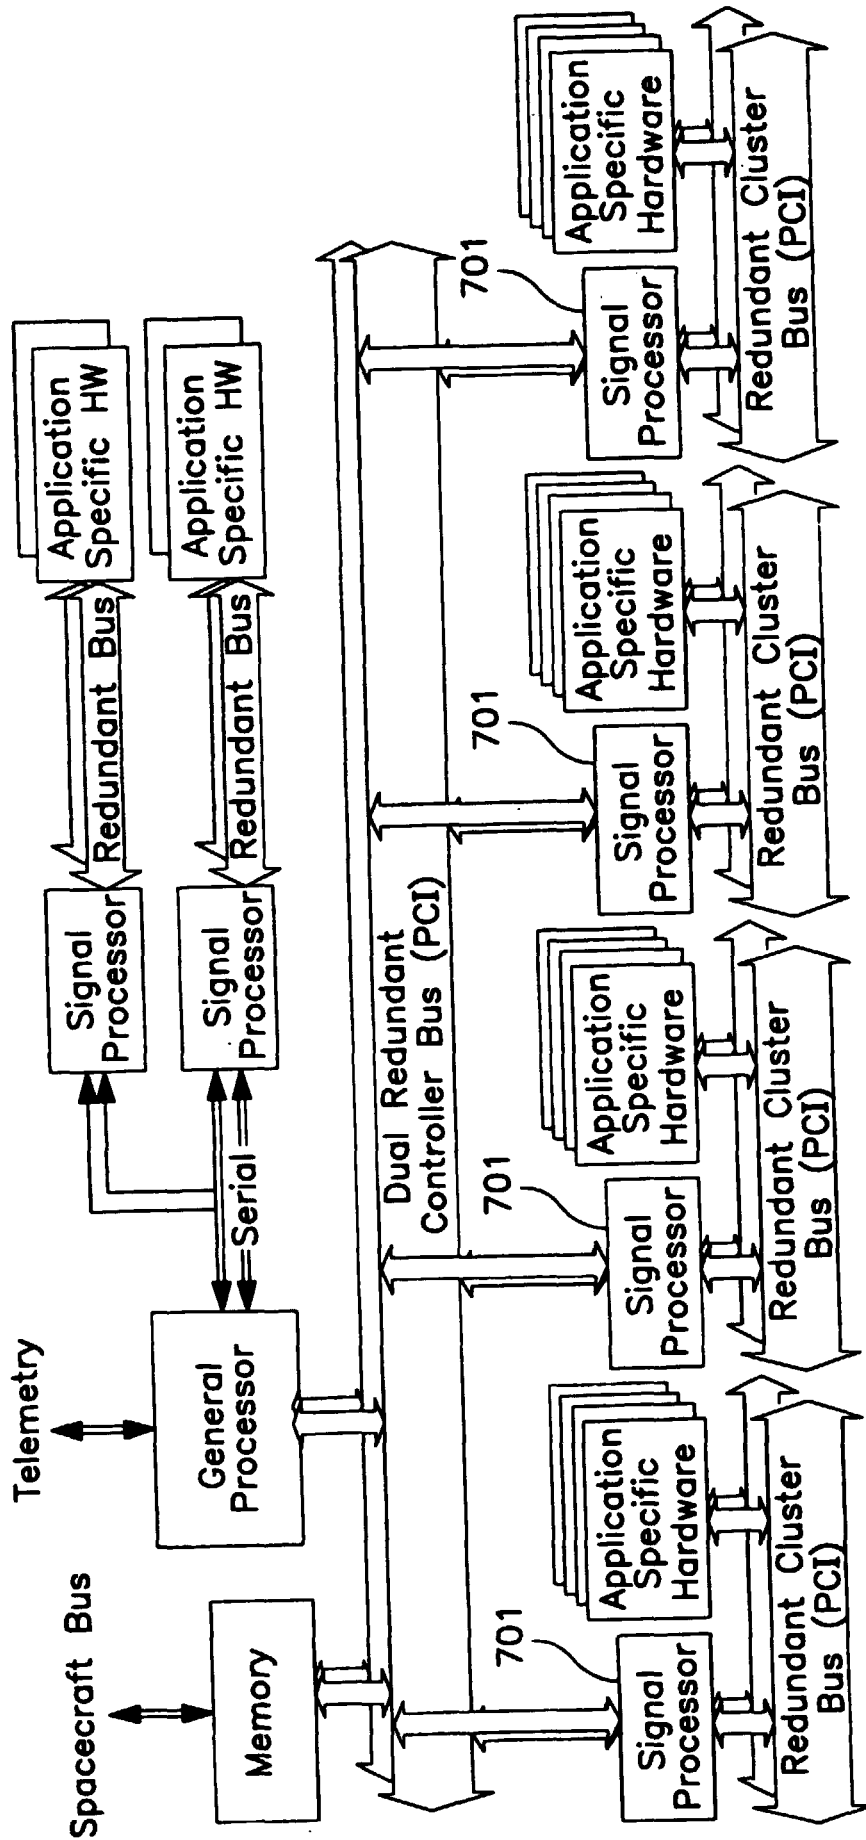 Spacecraft Bus
Telemetry
Memory
General
Processor
Serial
Signal
Processor
Redundant Bus
Application
Specific HW
Signal
Processor
Redundant Bus
Application
Specific HW
Dual Redundant
Controller Bus (PCI)
701
Signal
Processor
Application
Specific
Hardware
Redundant Cluster
Bus (PCI)
701
Signal
Processor
Application
Specific
Hardware
Redundant Cluster
Bus (PCI)
701
Signal
Processor
Application
Specific
Hardware
Redundant Cluster
Bus (PCI)
701
Signal
Processor
Application
Specific
Hardware
Redundant Cluster
Bus (PCI)